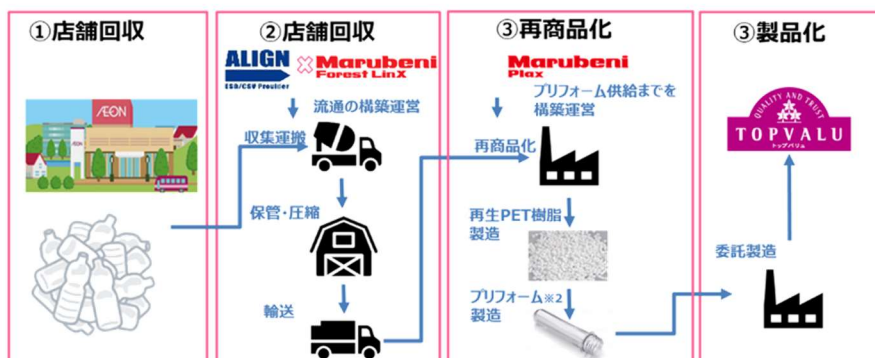 ①店舗回収
ÆON
②店舗回収
ALIGN
ESG/CSV Provider
Marubeni
Forest LinX
流通の構築運営
収集運搬
保管・圧縮
輸送
③再商品化
Marubeni
Plax
プリフォーム供給までを
構築運営
再商品化
再生PET樹脂
製造
プリフォーム※2
製造
③製品化
QUALITY AND TRUST
TOPVALU
トップバリュ
委託製造